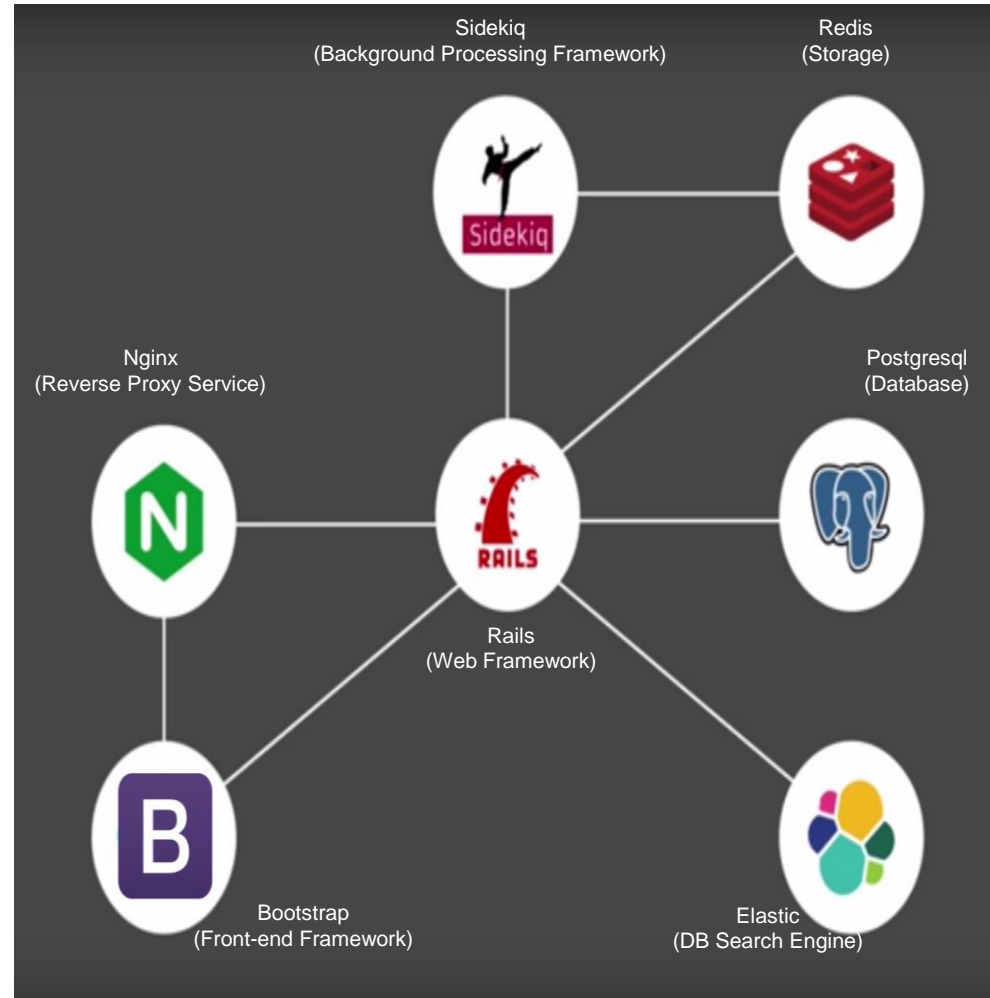 Sidekiq
(Background Processing Framework)
Redis
(Storage)
Sidekiq
Nginx
(Reverse Proxy Service)
Postgresql
(Database)
N
RAILS
Rails
(Web Framework)
B
Bootstrap
(Front-end Framework)
Elastic
(DB Search Engine)